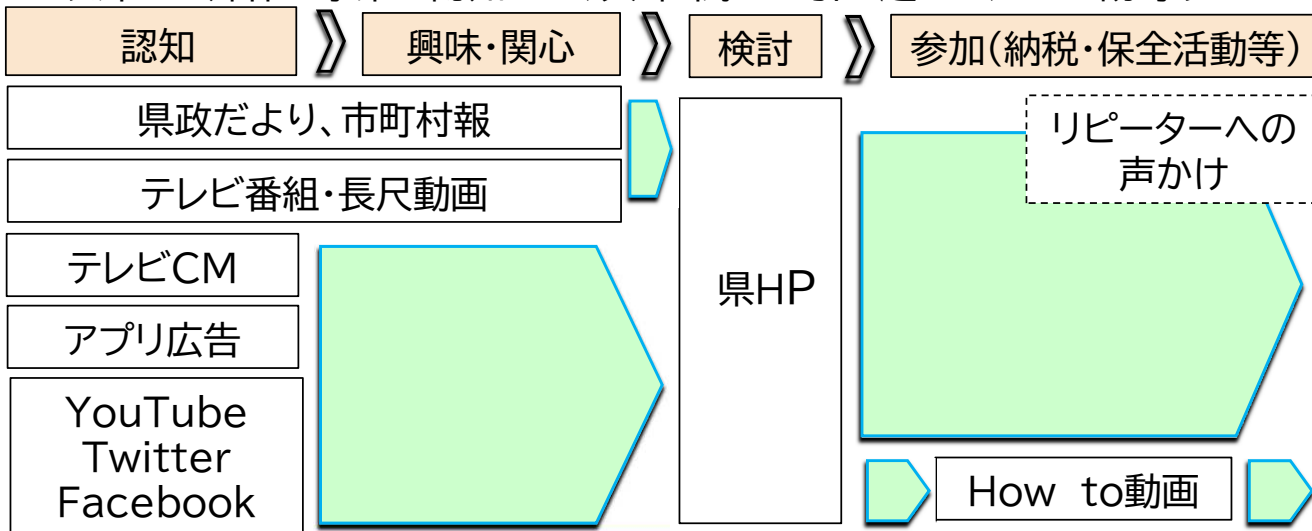 認知
興味・関心
検討
参加(納税・保全活動等)
県政だより、市町村報
テレビ番組・長尺動画
テレビCM
アプリ広告
YouTube
Twitter
Facebook
県HP
リピーターへの
声かけ
How to動画